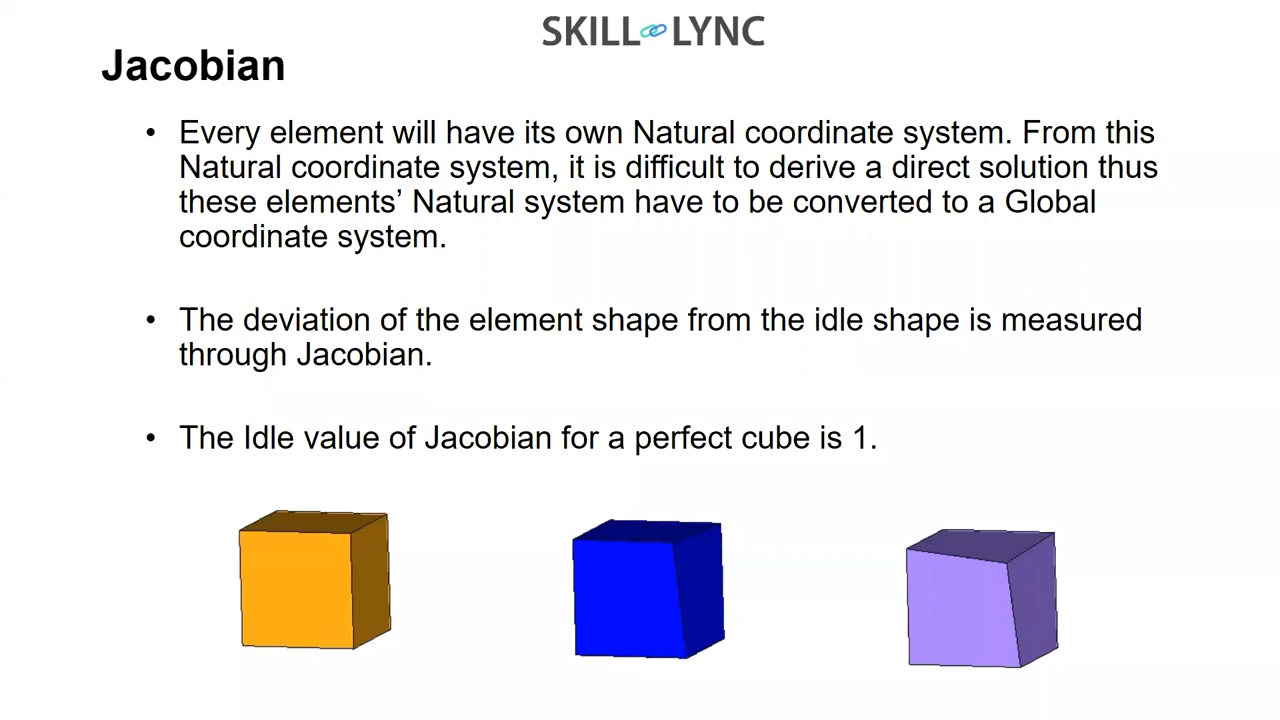 SKILL LYNC
Jacobian
• Every element will have its own Natural coordinate system. From this
Natural coordinate system, it is difficult to derive a direct solution thus
these elements’ Natural system have to be converted to a Global
coordinate system.
• The deviation of the element shape from the idle shape is measured
through Jacobian.
• The Idle value of Jacobian for a perfect cube is 1.